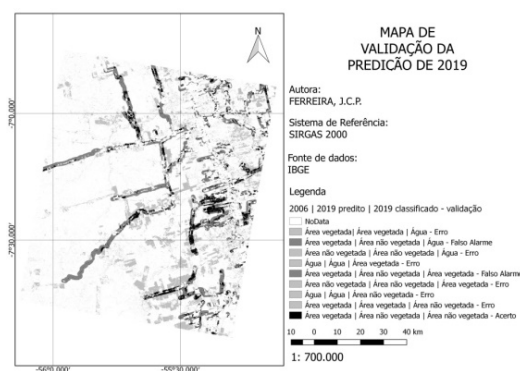 N
MAPA DE
VALIDAÇÃO DA
PREDIÇÃO DE 2019
Autora:
FERREIRA, J.C.P.
Sistema de Referência:
SIRGAS 2000
Fonte de dados:
IBGE
Legenda
2006 | 2019 predito | 2019 classificado - validação
NoData
Área vegetada| Área vegetada | Água - Erro
Área vegetada | Área não vegetada | Água - Falso Alarme
Área não vegetada | Área não vegetada | Água - Erro
Água | Água | Área vegetada - Erro
Área vegetada | Área não vegetada | Área vegetada - Falso Alarme
Área não vegetada | Área não vegetada | Área vegetada - Erro
Água | Água | Área não vegetada - Erro
Área vegetada | Área vegetada | Área não vegetada - Erro
Área vegetada | Área não vegetada | Área não vegetada - Acerto
10 0 10 20 30 40 km
1: 700.000
-7°0,000'
-7°30,000'
-56°0,000' -55°30,000'